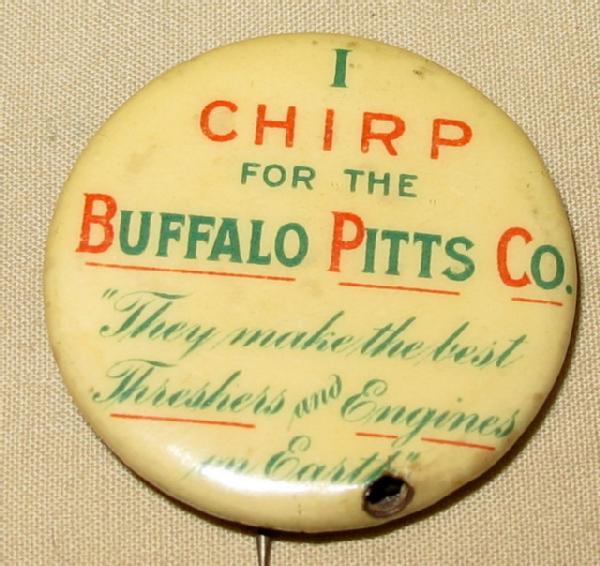 I
CHIRP
FOR THE
BUFFALO PITTS CO.
"They make the best
Threshers and Engines
on Earth"